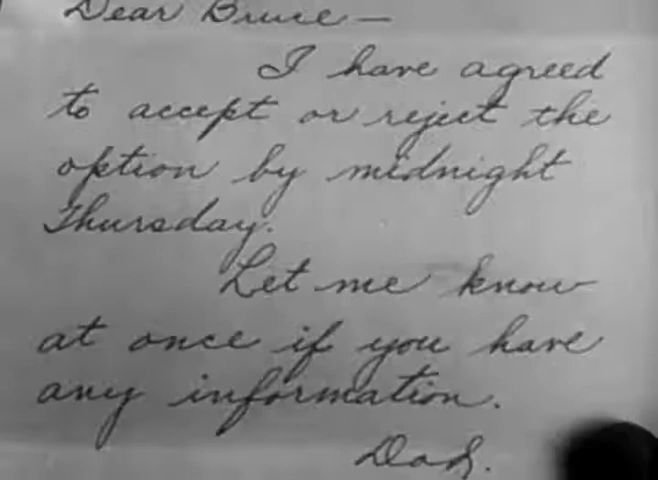 Dear Bruce—
I have agreed
to accept or reject the
option by midnight
Thursday.
Let me know
at once if you have
any information.
Dad.